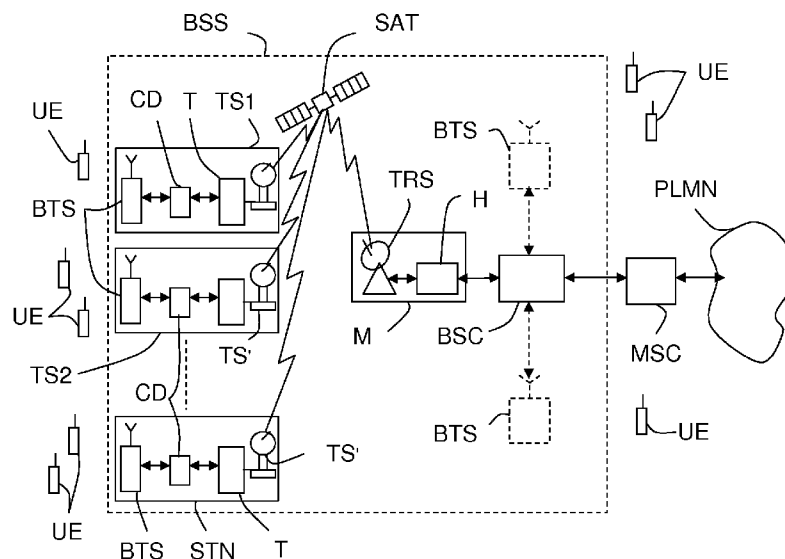 BSS
SAT
UE
CD
T
TS1
UE
BTS
TRS
H
PLMN
BTS
UE
TS'
M
BSC
MSC
TS2
CD
BTS
UE
TS'
UE
BTS
STN
T